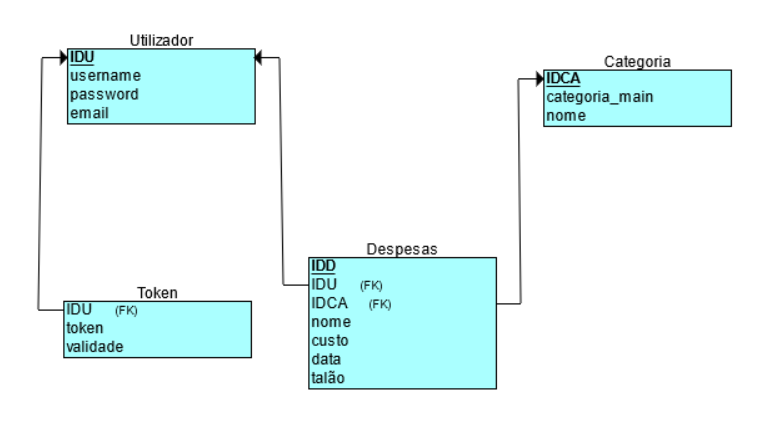 Utilizador
IDU
username
password
email
Categoria
IDCA
categoria_main
nome
Despesas
IDD
IDU (FK)
IDCA (FK)
nome
custo
data
talão
Token
IDU (FK)
token
validade